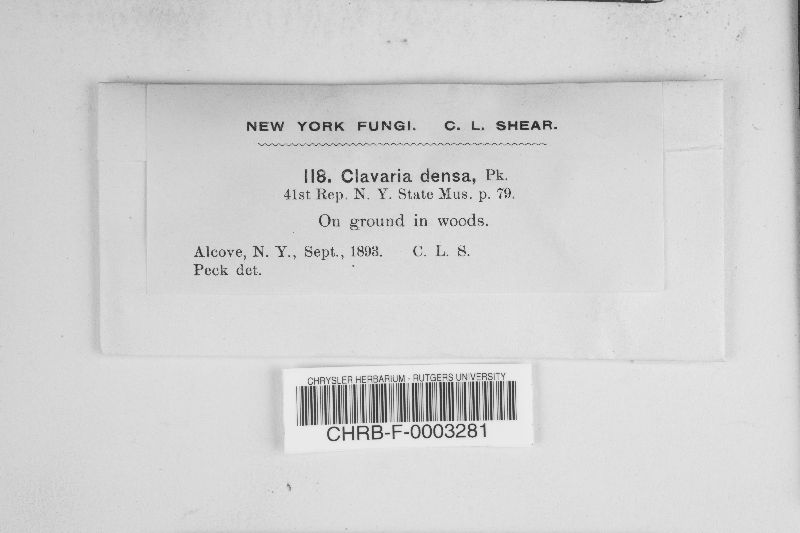 NEW YORK FUNGI. C. L. SHEAR.
118. Clavaria densa, Pk.
41st Rep. N. Y. State Mus. p. 79.
On ground in woods.
Alcove, N. Y., Sept., 1893. C. L. S.
Peck det.
CHRYSLER HERBARIUM - RUTGERS UNIVERSITY
CHRB-F-0003281